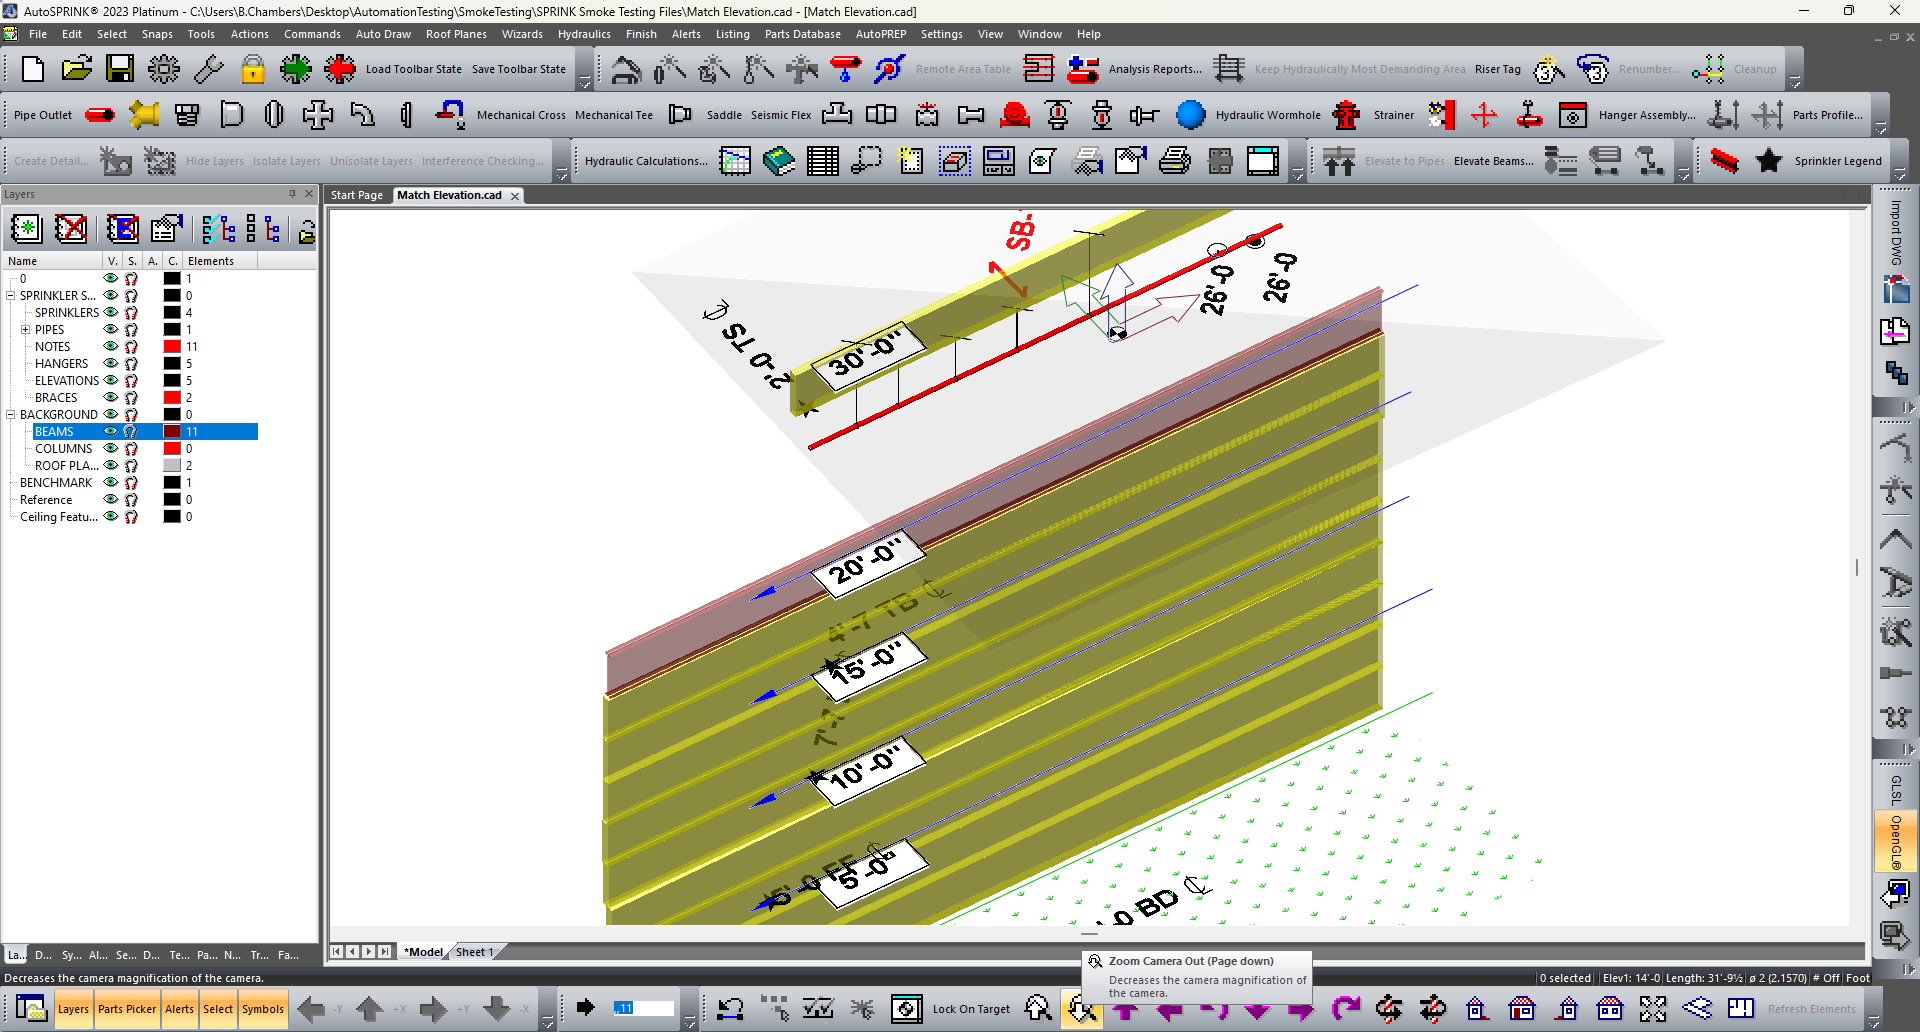 AutoSPRINK® 2023 Platinum - C:\Users\B.Chambers\Desktop\AutomationTesting\SmokeTesting\SPRINK Smoke Testing Files\Match Elevation.cad - [Match Elevation.cad]
File Edit Select Snaps Tools Actions Commands Auto Draw Roof Planes Wizards Hydraulics Finish Alerts Listing Parts Database AutoPREP Settings View Window Help
Load Toolbar State Save Toolbar State Remote Area Table Analysis Reports... Keep Hydraulically Most Demanding Area Riser Tag Renumber... Cleanup
Pipe Outlet Mechanical Cross Mechanical Tee Saddle Seismic Flex Hydraulic Wormhole Strainer Hanger Assembly... Parts Profile...
Create Detail... Hide Layers Isolate Layers Unisolate Layers Interference Checking... Hydraulic Calculations... Elevate to Pipes Elevate Beams... Sprinkler Legend
Layers
Start Page Match Elevation.cad
Name V. S. A. C. Elements
0 1
SPRINKLER S... 0
SPRINKLERS 4
PIPES 1
NOTES 11
HANGERS 5
ELEVATIONS 5
BRACES 2
BACKGROUND 0
BEAMS 11
COLUMNS 0
ROOF PLA... 2
BENCHMARK 1
Reference 0
Ceiling Featu... 0
SB-
1
26'-0
26'-0
2'-0 TS
30'-0"
20'-0"
4'-7 TB
15'-0"
10'-0"
5'-0"
BD
Import DWG
GLSL
OpenGL®
La... D... Sy... Al... Se... D... Te... Pa... N... Tr... Fa...
*Model Sheet 1
Zoom Camera Out (Page down)
Decreases the camera magnification of
the camera.
Decreases the camera magnification of the camera.
0 selected Elev1: 14'-0 Length: 31'-9½ ø 2 (2.1570) # Off Foot
Layers Parts Picker Alerts Select Symbols -Y +X +Y -X ,,11 Lock On Target Refresh Elements